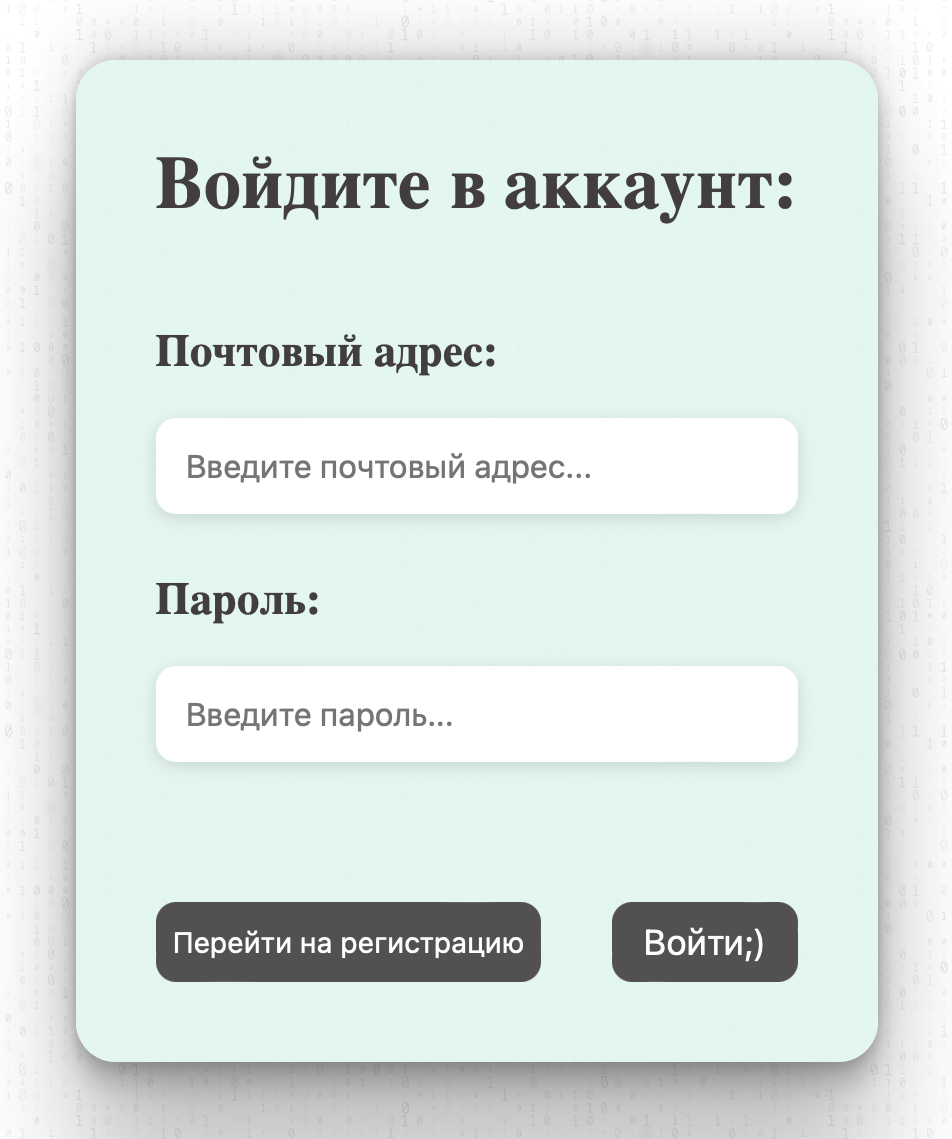 Войдите в аккаунт:
Почтовый адрес:
Введите почтовый адрес...
Пароль:
Введите пароль...
Перейти на регистрацию
Войти;)